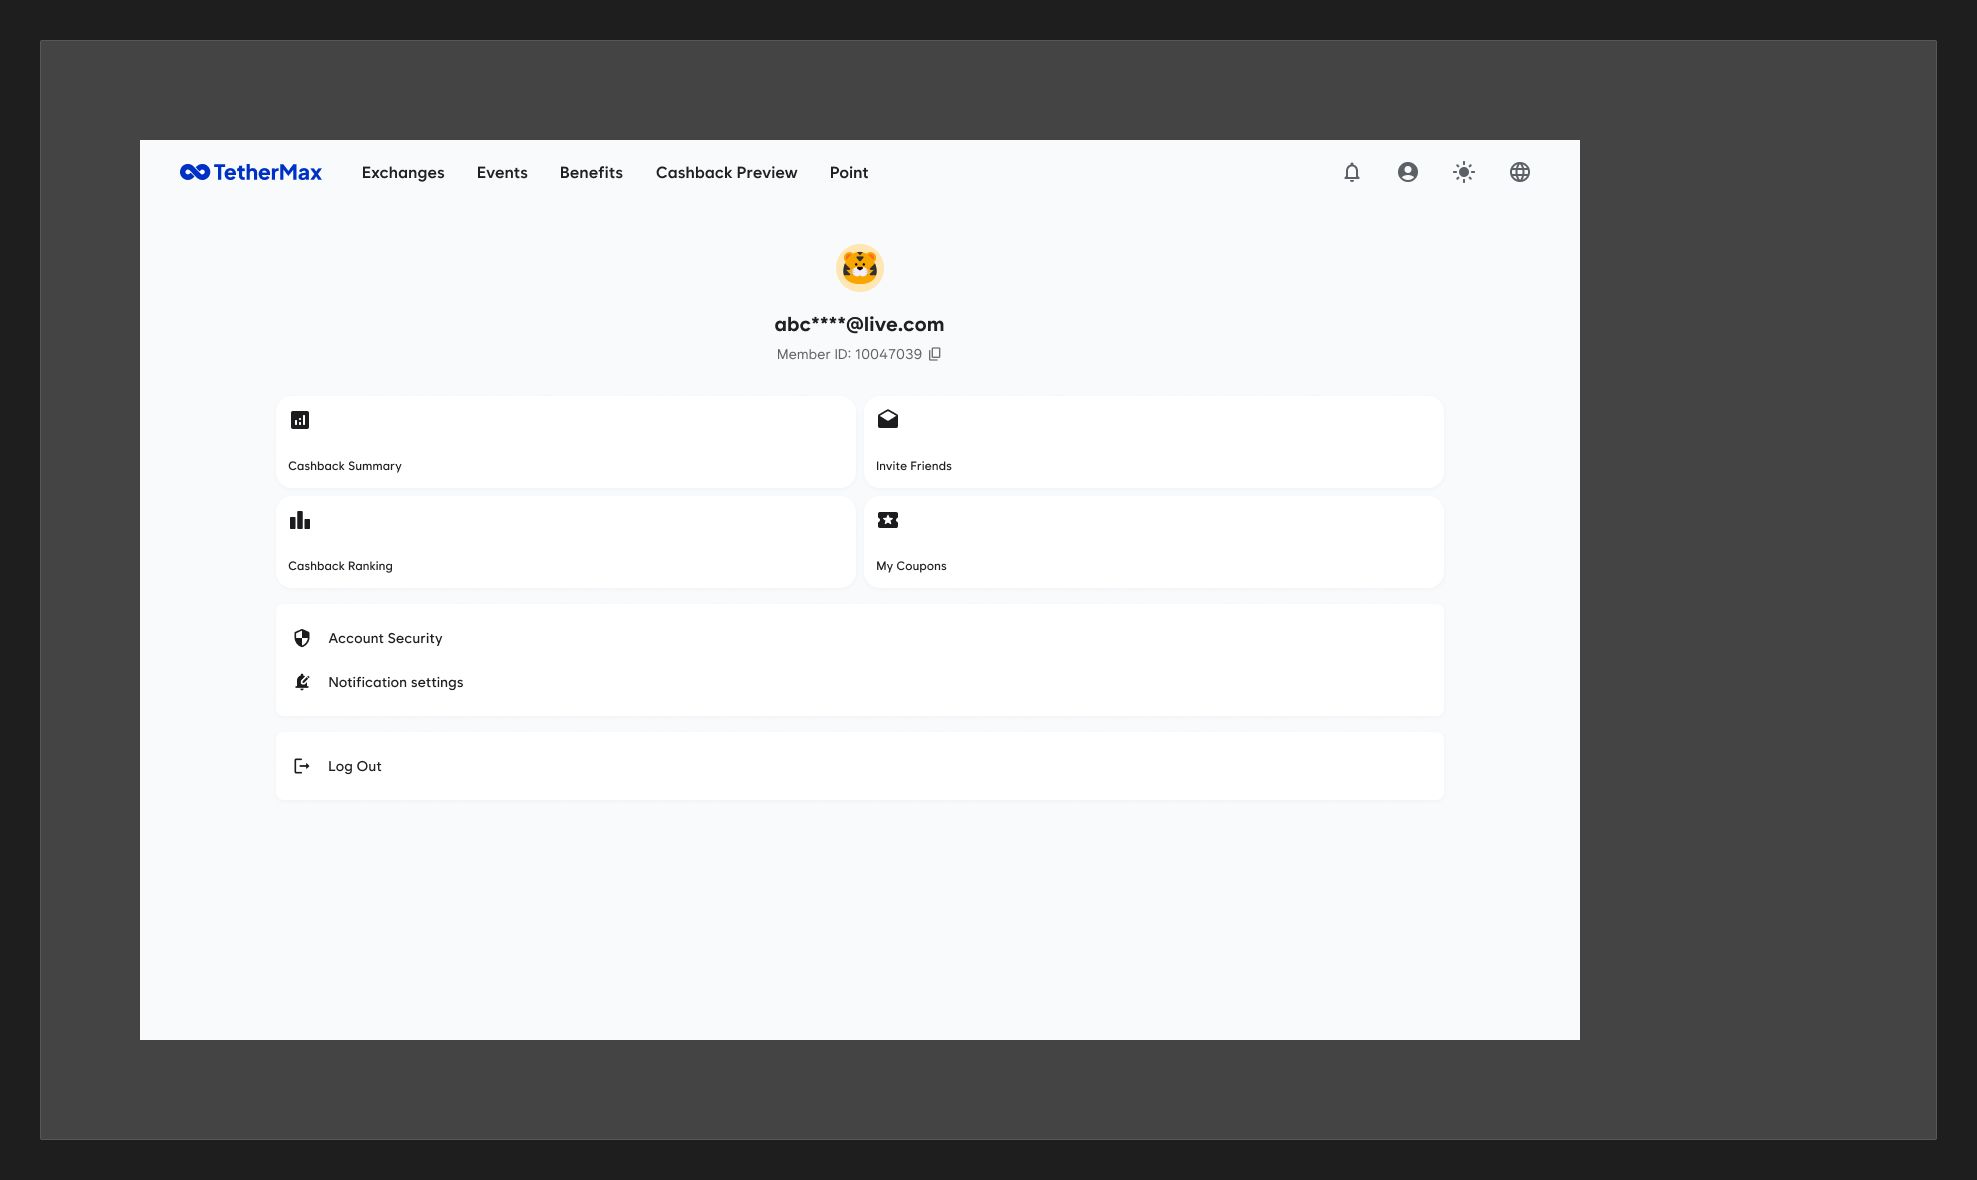 TetherMax Exchanges Events Benefits Cashback Preview Point
abc****@live.com
Member ID: 10047039
Cashback Summary
Invite Friends
Cashback Ranking
My Coupons
Account Security
Notification settings
Log Out